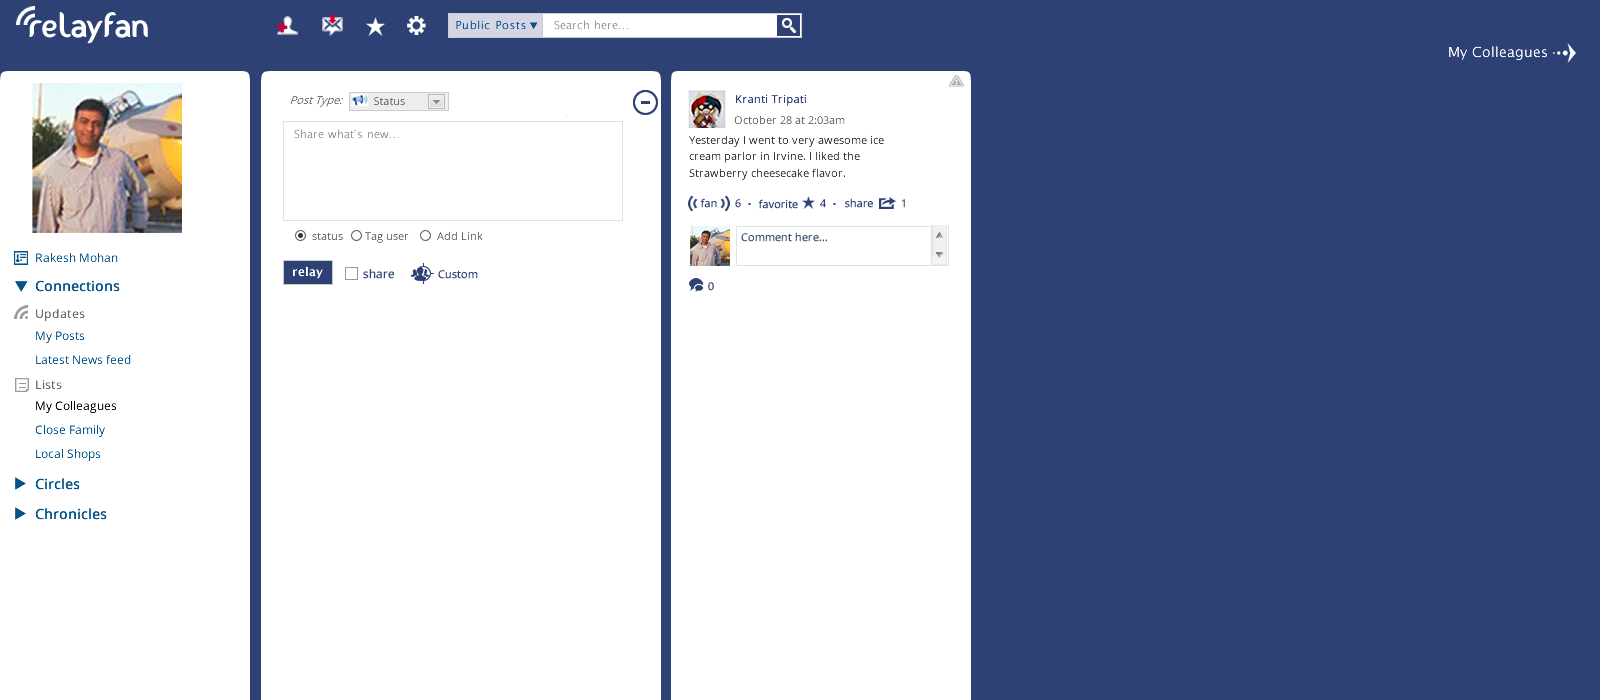 relayfan
Public Posts
Search here...
My Colleagues
Rakesh Mohan
Connections
Updates
My Posts
Latest News feed
Lists
My Colleagues
Close Family
Local Shops
Circles
Chronicles
Post Type: Status
Share what's new...
status Tag user Add Link
relay share Custom
Kranti Tripati
October 28 at 2:03am
Yesterday I went to very awesome ice
cream parlor in Irvine. I liked the
Strawberry cheesecake flavor.
fan 6 · favorite 4 · share 1
Comment here...
0